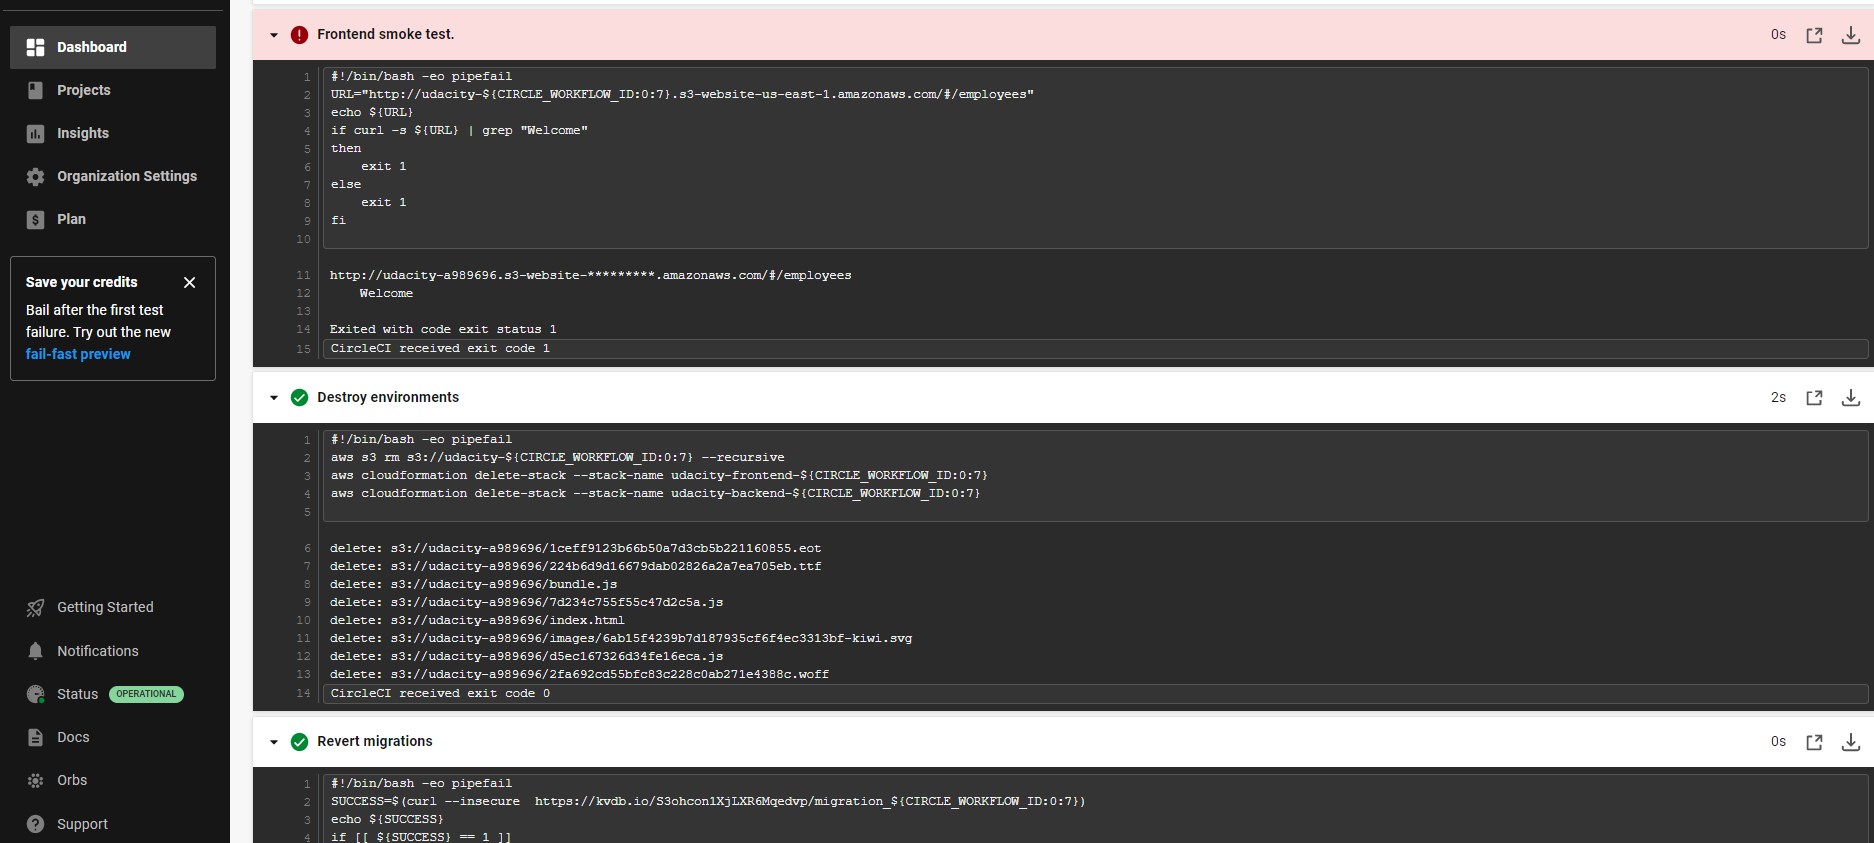 Dashboard
Projects
Insights
Organization Settings
Plan
Save your credits
Bail after the first test
failure. Try out the new
fail-fast preview
Getting Started
Notifications
Status OPERATIONAL
Docs
Orbs
Support
Frontend smoke test.
0s
1 #!/bin/bash -eo pipefail
2 URL="http://udacity-${CIRCLE_WORKFLOW_ID:0:7}.s3-website-us-east-1.amazonaws.com/#/employees"
3 echo ${URL}
4 if curl -s ${URL} | grep "Welcome"
5 then
6 exit 1
7 else
8 exit 1
9 fi
10
11 http://udacity-a989696.s3-website-*********.amazonaws.com/#/employees
12 Welcome
13
14 Exited with code exit status 1
15 CircleCI received exit code 1
Destroy environments
2s
1 #!/bin/bash -eo pipefail
2 aws s3 rm s3://udacity-${CIRCLE_WORKFLOW_ID:0:7} --recursive
3 aws cloudformation delete-stack --stack-name udacity-frontend-${CIRCLE_WORKFLOW_ID:0:7}
4 aws cloudformation delete-stack --stack-name udacity-backend-${CIRCLE_WORKFLOW_ID:0:7}
5
6 delete: s3://udacity-a989696/1ceff9123b66b50a7d3cb5b221160855.eot
7 delete: s3://udacity-a989696/224b6d9d16679dab02826a2a7ea705eb.ttf
8 delete: s3://udacity-a989696/bundle.js
9 delete: s3://udacity-a989696/7d234c755f55c47d2c5a.js
10 delete: s3://udacity-a989696/index.html
11 delete: s3://udacity-a989696/images/6ab15f4239b7d187935cf6f4ec3313bf-kiwi.svg
12 delete: s3://udacity-a989696/d5ec167326d34fe16eca.js
13 delete: s3://udacity-a989696/2fa692cd55bfc83c228c0ab271e4388c.woff
14 CircleCI received exit code 0
Revert migrations
0s
1 #!/bin/bash -eo pipefail
2 SUCCESS=$(curl --insecure  https://kvdb.io/S3ohcon1XjLXR6Mqedvp/migration_${CIRCLE_WORKFLOW_ID:0:7})
3 echo ${SUCCESS}
4 if [[ ${SUCCESS} == 1 ]]